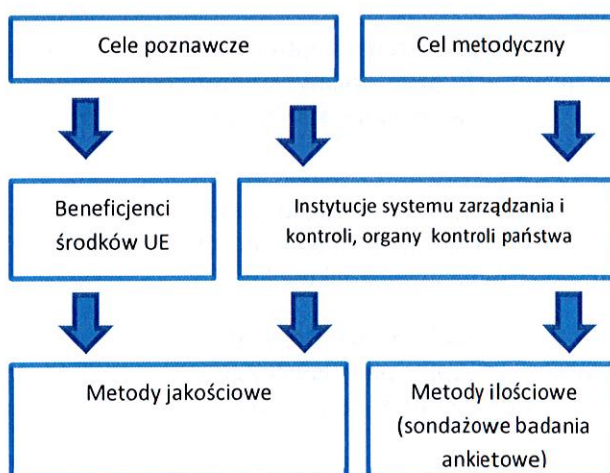 Cele poznawcze
Cel metodyczny
Beneficjenci
środków UE
Instytucje systemu zarządzania i
kontroli, organy kontroli państwa
Metody jakościowe
Metody ilościowe
(sondażowe badania
ankietowe)